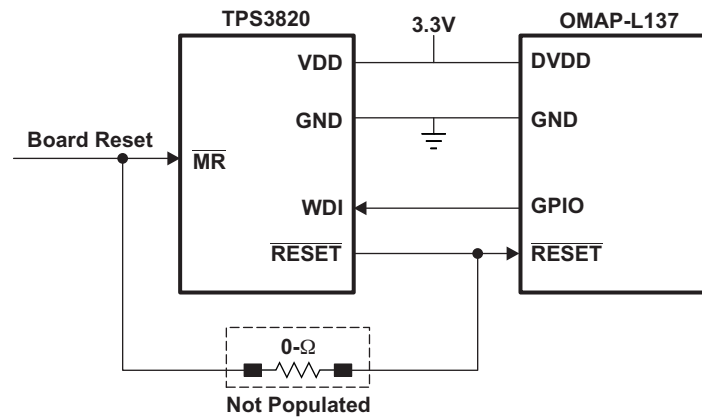 TPS3820
3.3V
OMAP-L137
VDD
DVDD
GND
GND
Board Reset
MR
WDI
GPIO
RESET
RESET
0-Ω
Not Populated